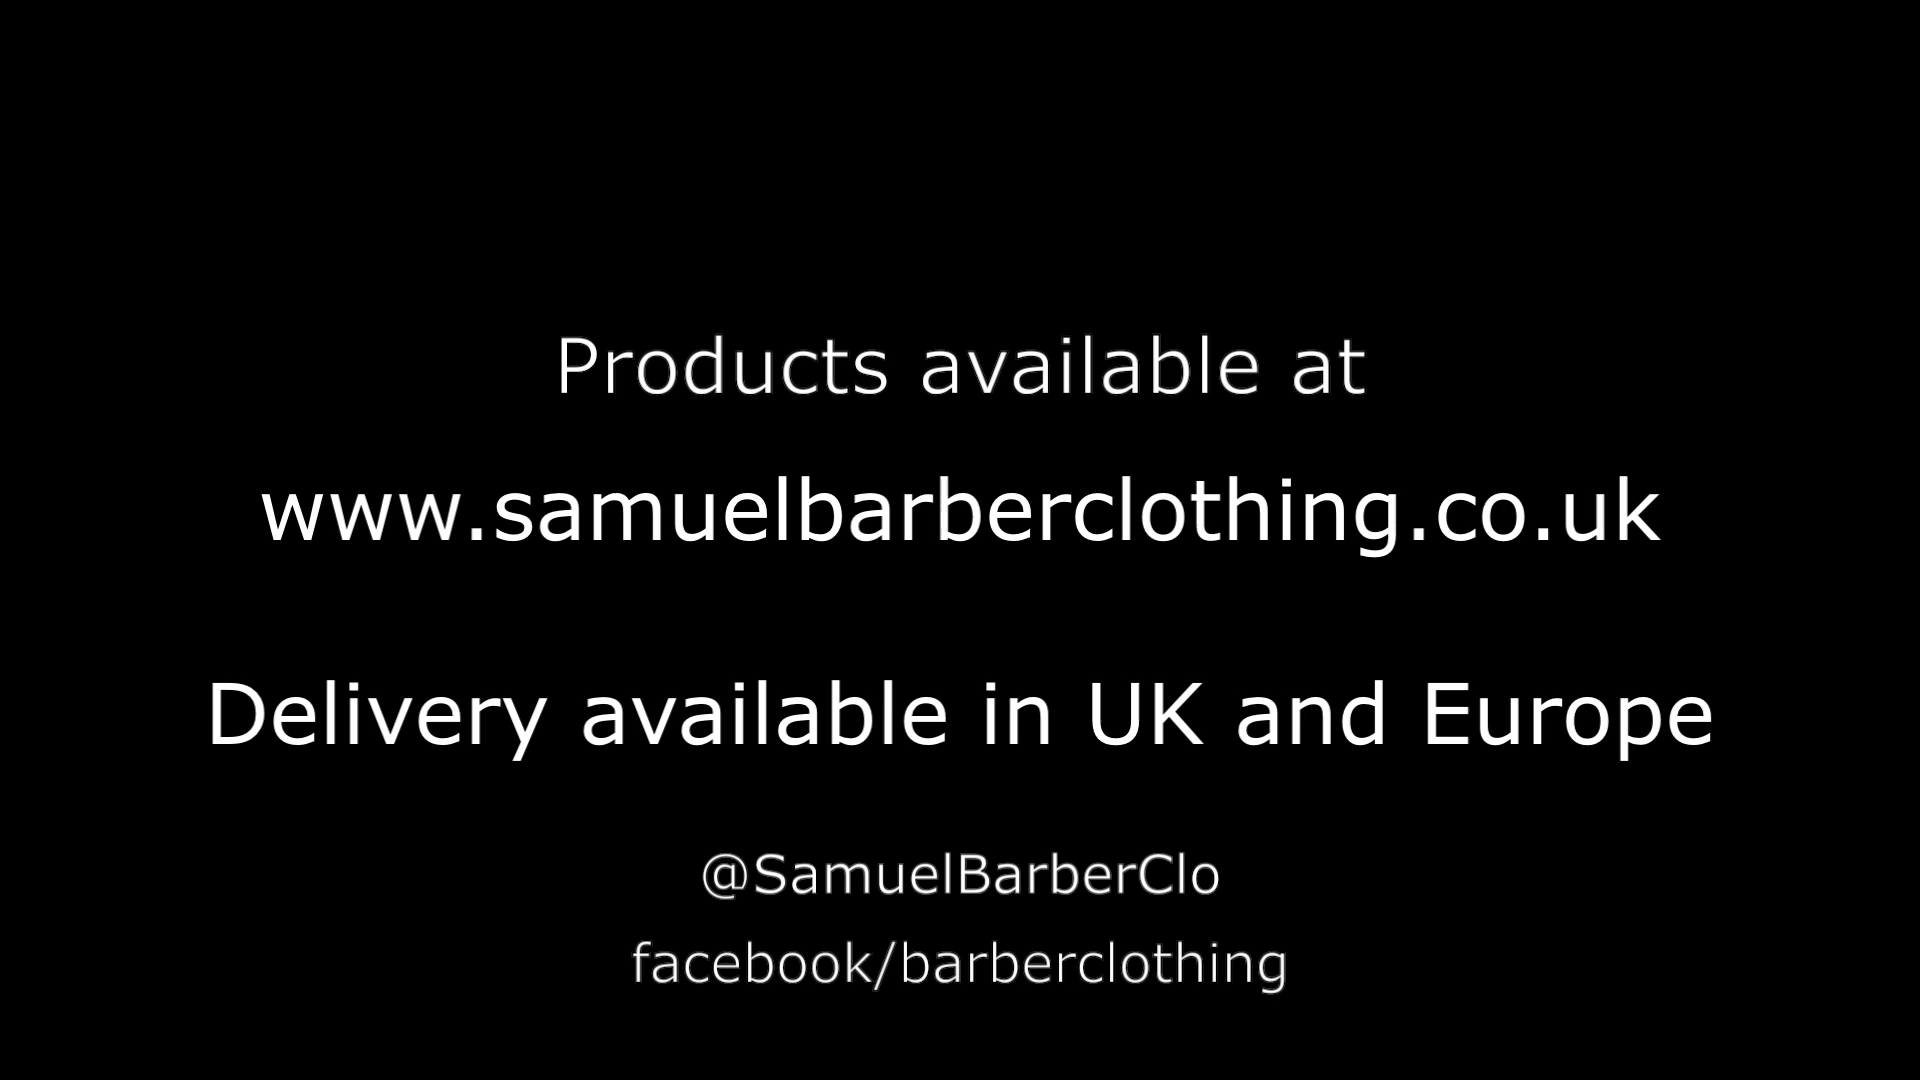 Products available at
www.samuelbarberclothing.co.uk
Delivery available in UK and Europe
@SamuelBarberClo
facebook/barberclothing